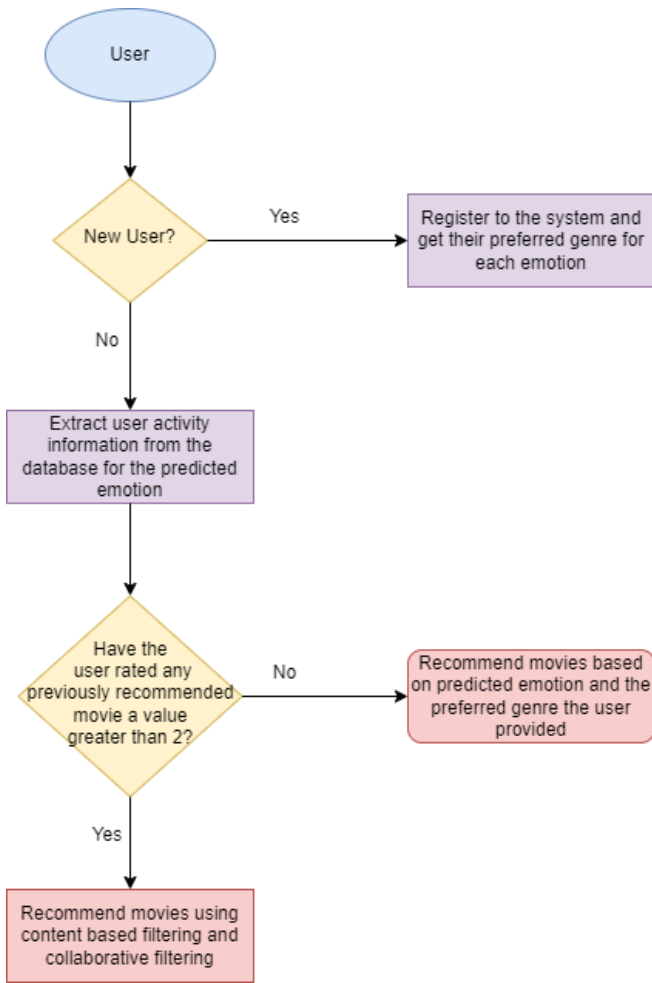 User
New User?
Yes
Register to the system and
get their preferred genre for
each emotion
No
Extract user activity
information from the
database for the predicted
emotion
Have the
user rated any
previously recommended
movie a value
greater than 2?
No
Recommend movies based
on predicted emotion and the
preferred genre the user
provided
Yes
Recommend movies using
content based filtering and
collaborative filtering